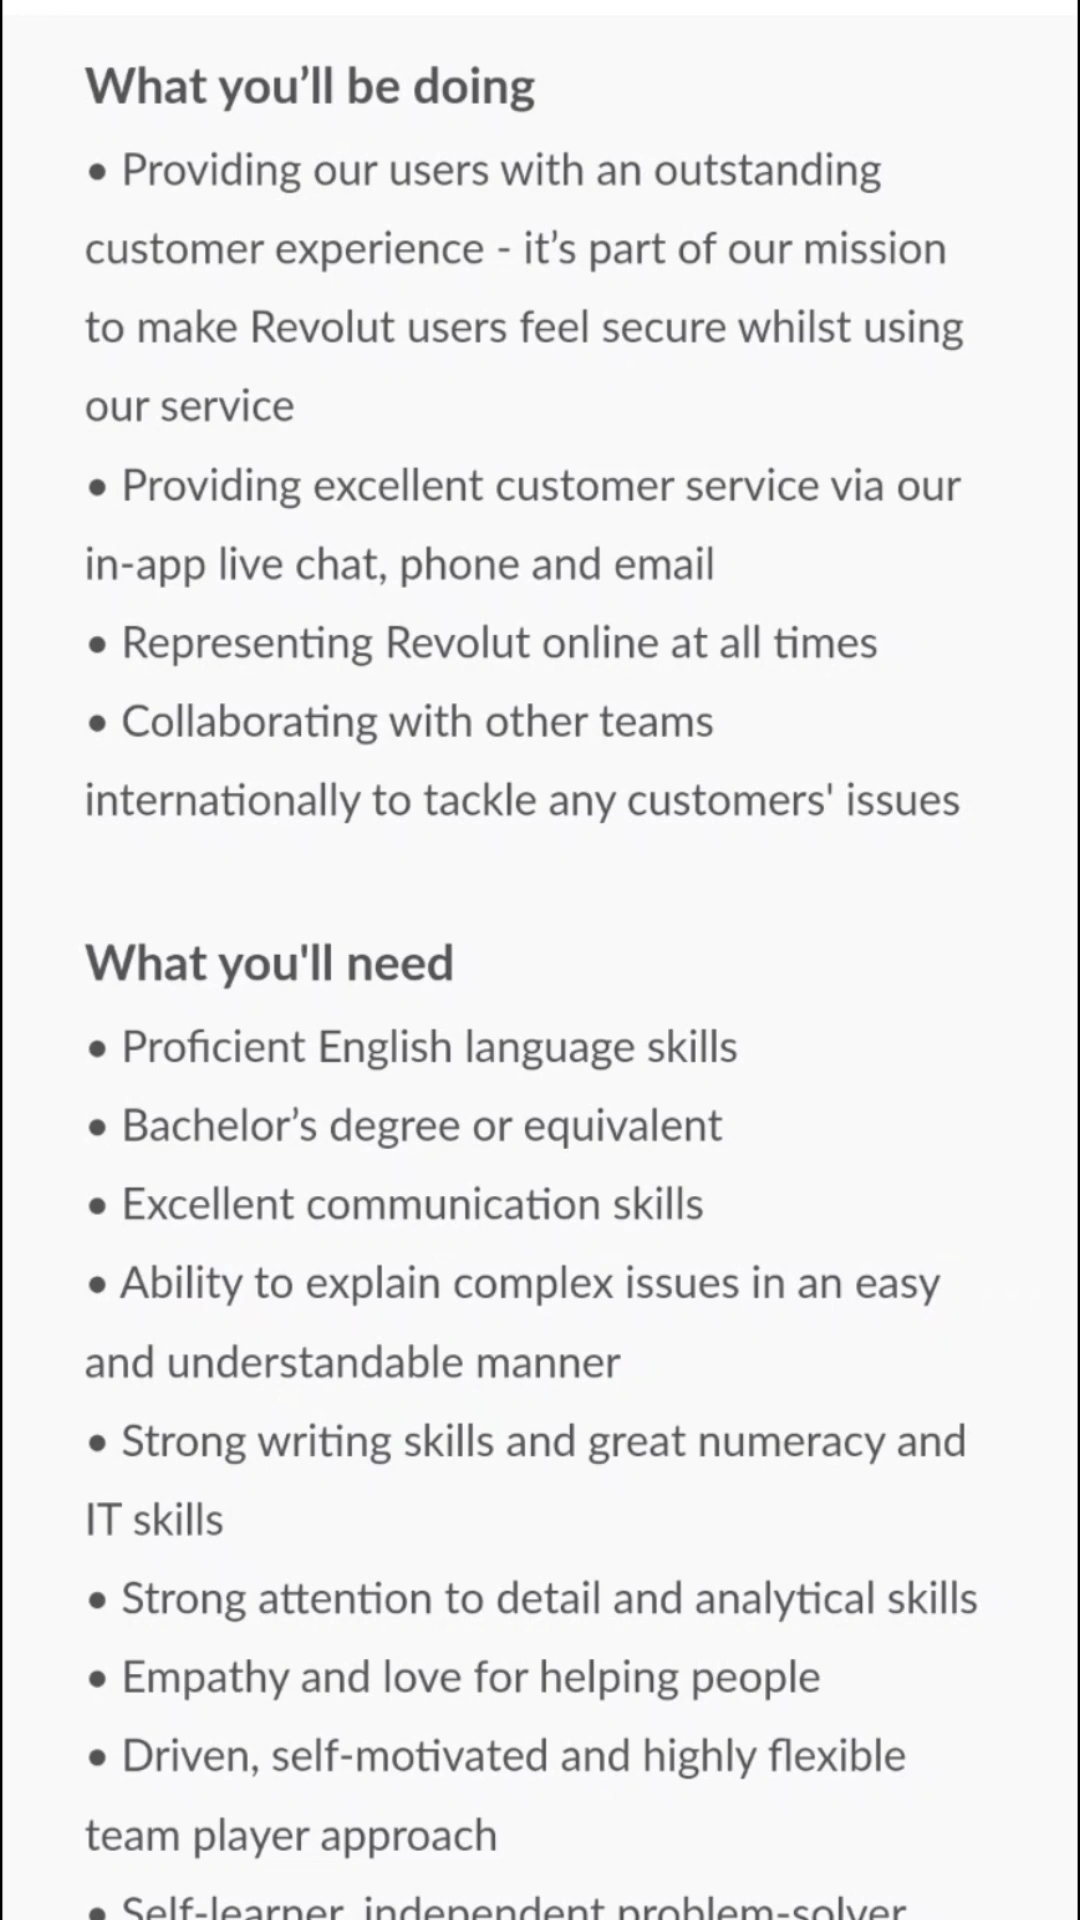 What you’ll be doing
• Providing our users with an outstanding
customer experience - it’s part of our mission
to make Revolut users feel secure whilst using
our service
• Providing excellent customer service via our
in-app live chat, phone and email
• Representing Revolut online at all times
• Collaborating with other teams
internationally to tackle any customers' issues
What you'll need
• Proficient English language skills
• Bachelor’s degree or equivalent
• Excellent communication skills
• Ability to explain complex issues in an easy
and understandable manner
• Strong writing skills and great numeracy and
IT skills
• Strong attention to detail and analytical skills
• Empathy and love for helping people
• Driven, self-motivated and highly flexible
team player approach
• Self-learner, independent problem-solver